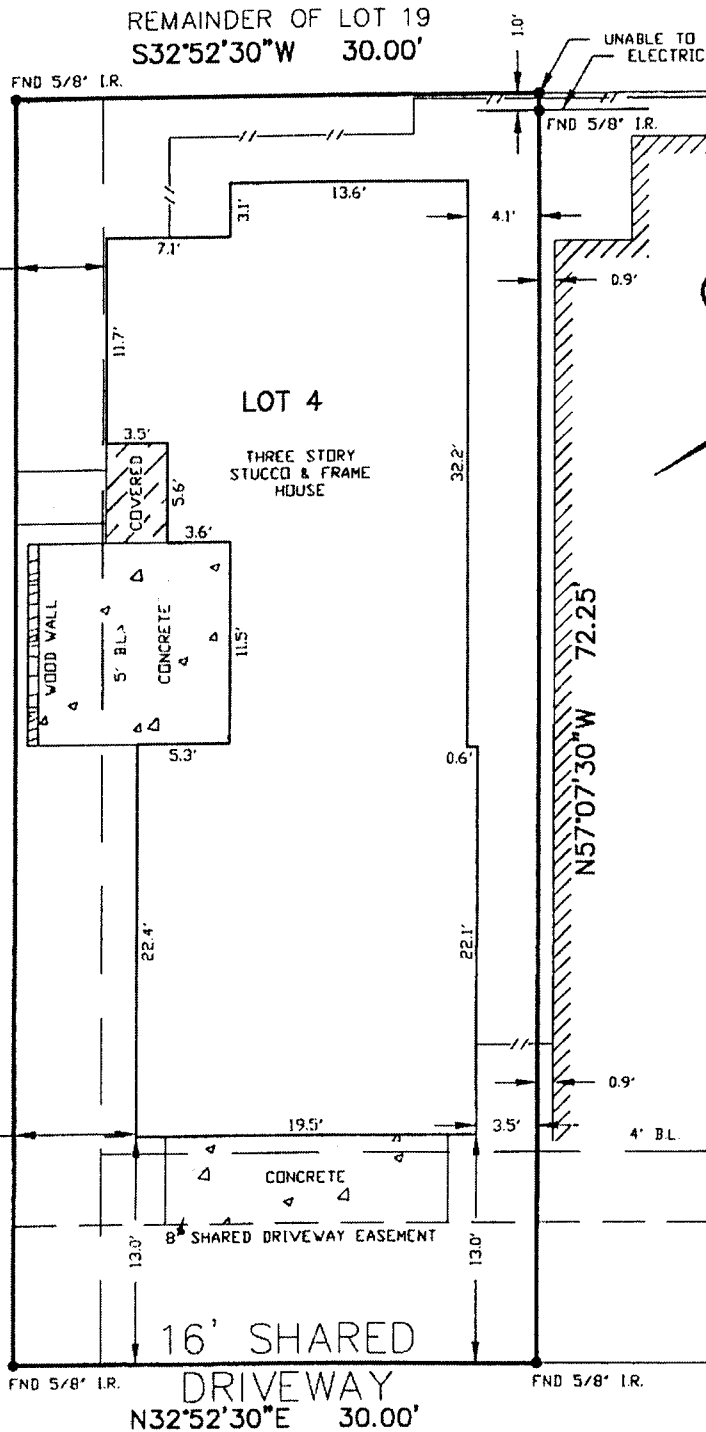 REMAINDER OF LOT 19
S32°52'30"W 30.00'
1.0'
UNABLE TO
ELECTRIC
FND 5/8" I.R.
FND 5/8" I.R.
13.6'
3.1'
4.1'
7.1'
0.9'
11.7'
LOT 4
3.5'
THREE STORY
STUCCO & FRAME
HOUSE
32.2'
COVERED
5.6'
3.6'
WOOD WALL
5' B.L.
CONCRETE
11.5'
N57°07'30"W 72.25'
5.3'
0.6'
22.4'
22.1'
0.9'
19.5'
3.5'
4' B.L.
CONCRETE
8' SHARED DRIVEWAY EASEMENT
13.0'
13.0'
16' SHARED
DRIVEWAY
FND 5/8" I.R.
FND 5/8" I.R.
N32°52'30"E 30.00'